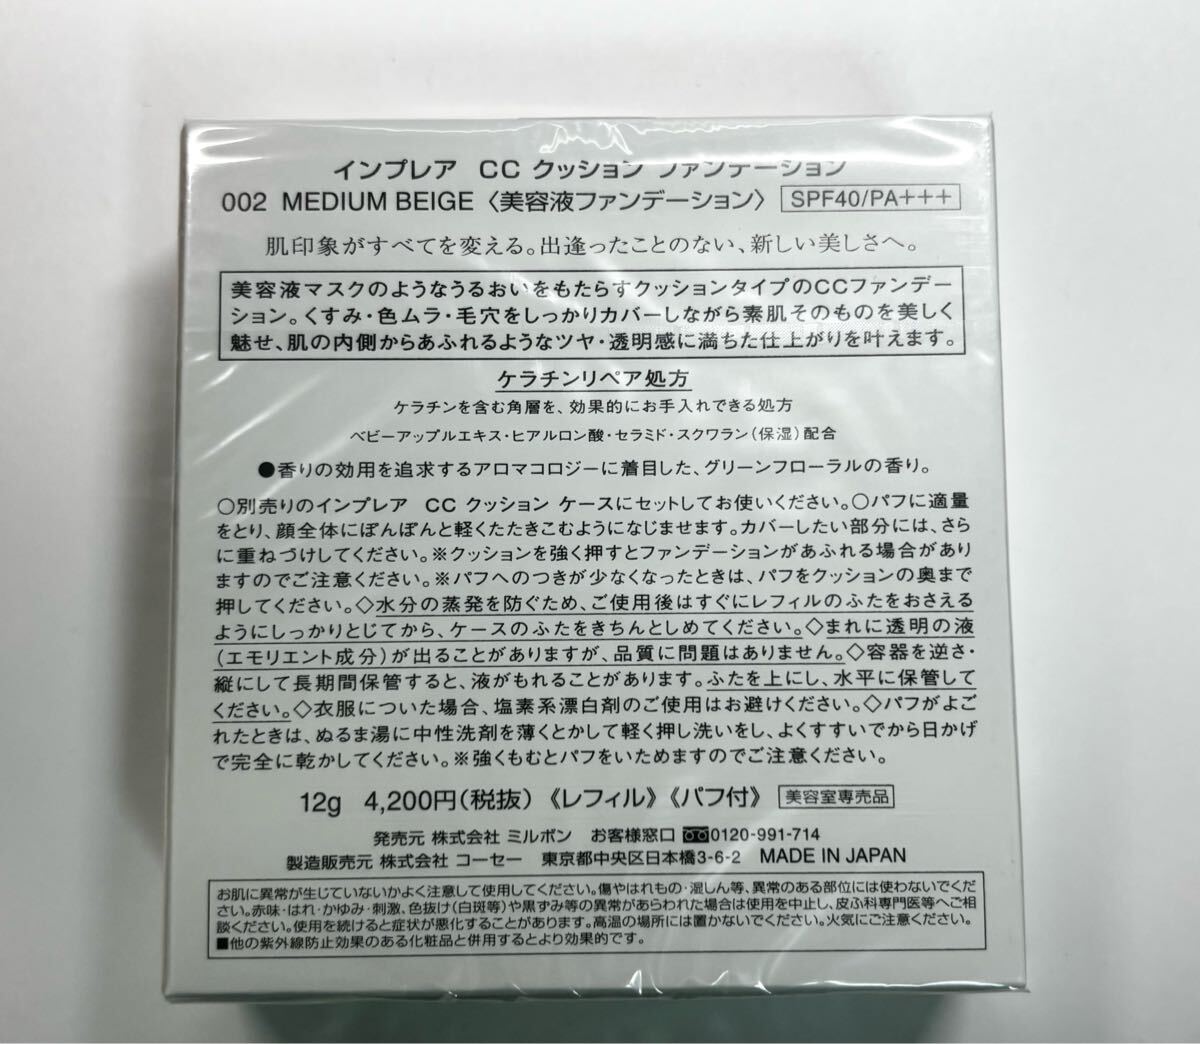 インプレア CC クッション ファンデーション
002 MEDIUM BEIGE 〈美容液ファンデーション〉 SPF40/PA+++
肌印象がすべてを変える。出逢ったことのない、新しい美しさへ。
美容液マスクのようなうるおいをもたらすクッションタイプのCCファンデー
ション。くすみ・色ムラ・毛穴をしっかりカバーしながら素肌そのものを美しく
魅せ、肌の内側からあふれるようなツヤ・透明感に満ちた仕上がりを叶えます。
ケラチンリペア処方
ケラチンを含む角層を、効果的にお手入れできる処方
ベビーアップルエキス・ヒアルロン酸・セラミド・スクワラン(保湿)配合
●香りの効用を追求するアロマコロジーに着目した、グリーンフローラルの香り。
○別売りのインプレア CC クッション ケースにセットしてお使いください。○パフに適量
をとり、顔全体にぽんぽんと軽くたたきこむようになじませます。カバーしたい部分には、さら
に重ねづけしてください。※クッションを強く押すとファンデーションがあふれる場合があり
ますのでご注意ください。※パフへのつきが少なくなったときは、パフをクッションの奥まで
押してください。◇水分の蒸発を防ぐため、ご使用後はすぐにレフィルのふたをおさえる
ようにしっかりとじてから、ケースのふたをきちんとしめてください。◇まれに透明の液
(エモリエント成分)が出ることがありますが、品質に問題はありません。◇容器を逆さ・
縦にして長期間保管すると、液がもれることがあります。ふたを上にし、水平に保管して
ください。◇衣服についた場合、塩素系漂白剤のご使用はお避けください。◇パフがよご
れたときは、ぬるま湯に中性洗剤を薄くとかして軽く押し洗いをし、よくすすいでから日かげ
で完全に乾かしてください。※強くもむとパフをいためますのでご注意ください。
12g 4,200円(税抜) 《レフィル》《パフ付》 美容室専売品
発売元 株式会社 ミルボン お客様窓口 0120-991-714
製造販売元 株式会社 コーセー 東京都中央区日本橋3-6-2 MADE IN JAPAN
お肌に異常が生じていないかよく注意して使用してください。傷やはれもの・湿しん等、異常のある部位には使わないでくだ
さい。赤味・はれ・かゆみ・刺激、色抜け(白斑等)や黒ずみ等の異常があらわれた場合は使用を中止し、皮ふ科専門医等へご相
談ください。使用を続けると症状が悪化することがあります。高温の場所には置かないでください。火気にご注意ください。
■他の紫外線防止効果のある化粧品と併用するとより効果的です。